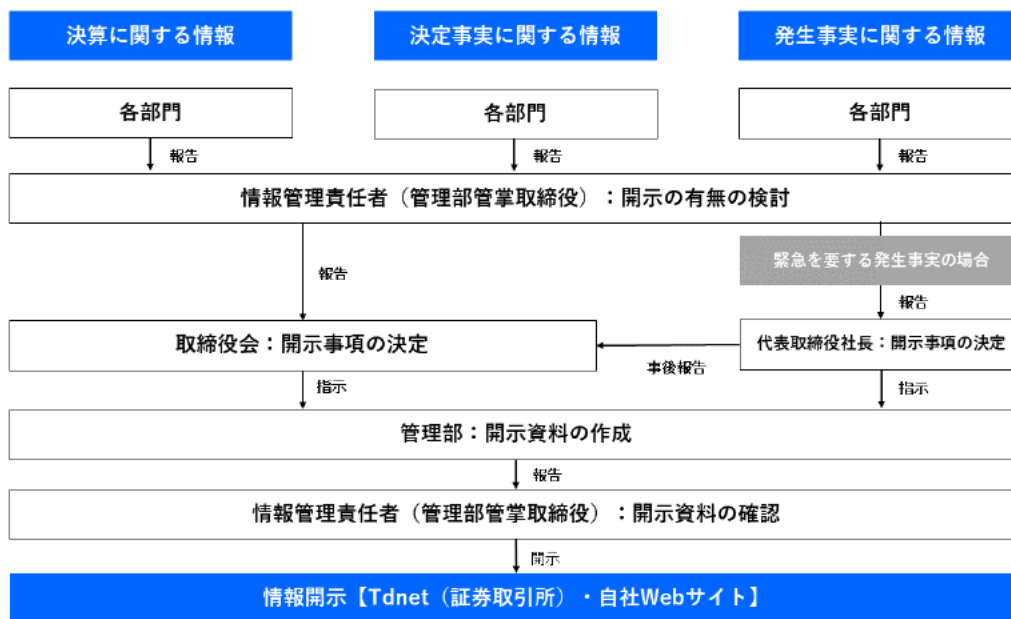 決算に関する情報
決定事実に関する情報
発生事実に関する情報
各部門
各部門
各部門
報告
報告
報告
情報管理責任者（管理部管掌取締役）：開示の有無の検討
緊急を要する発生事実の場合
報告
報告
取締役会：開示事項の決定
代表取締役社長：開示事項の決定
事後報告
指示
指示
管理部：開示資料の作成
報告
情報管理責任者（管理部管掌取締役）：開示資料の確認
開示
情報開示【Tdnet（証券取引所）・自社Webサイト】